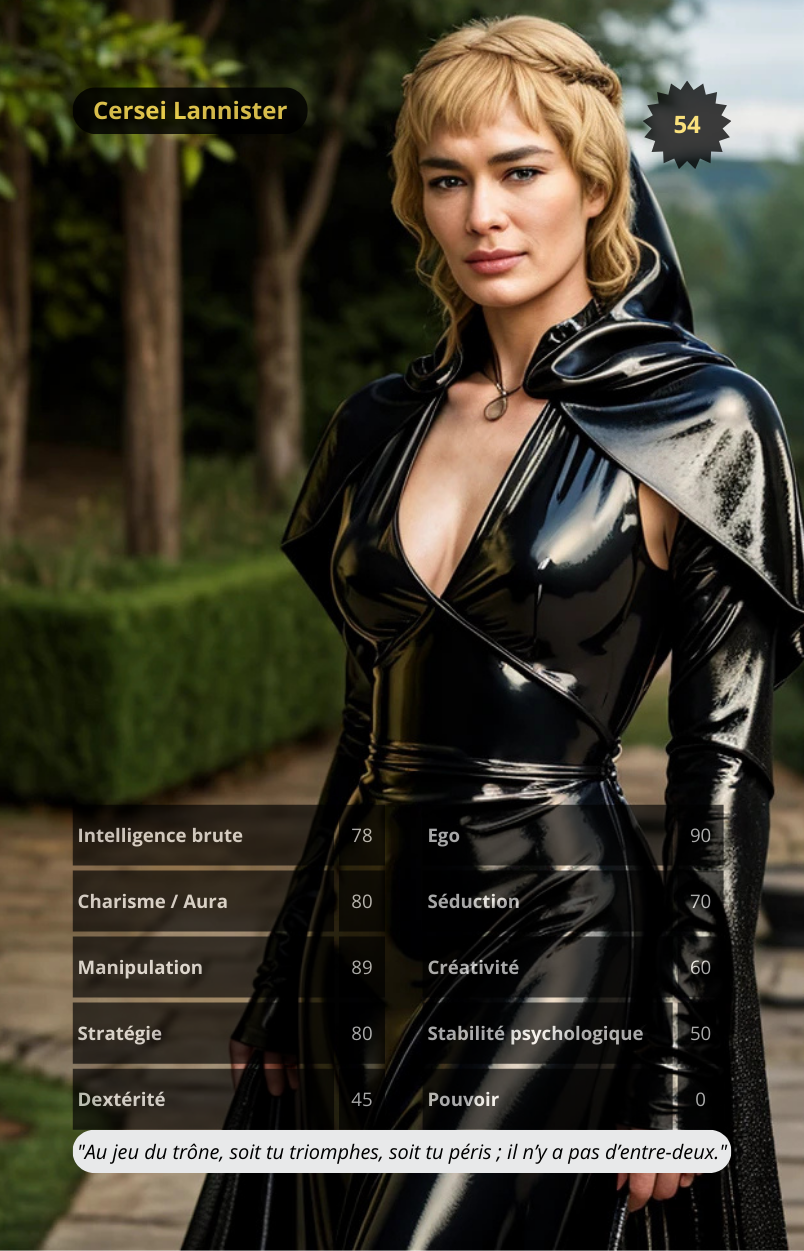 Cersei Lannister
54
Intelligence brute 78
Ego 90
Charisme / Aura 80
Séduction 70
Manipulation 89
Créativité 60
Stratégie 80
Stabilité psychologique 50
Dextérité 45
Pouvoir 0
"Au jeu du trône, soit tu triomphes, soit tu péris ; il n’y a pas d’entre-deux."